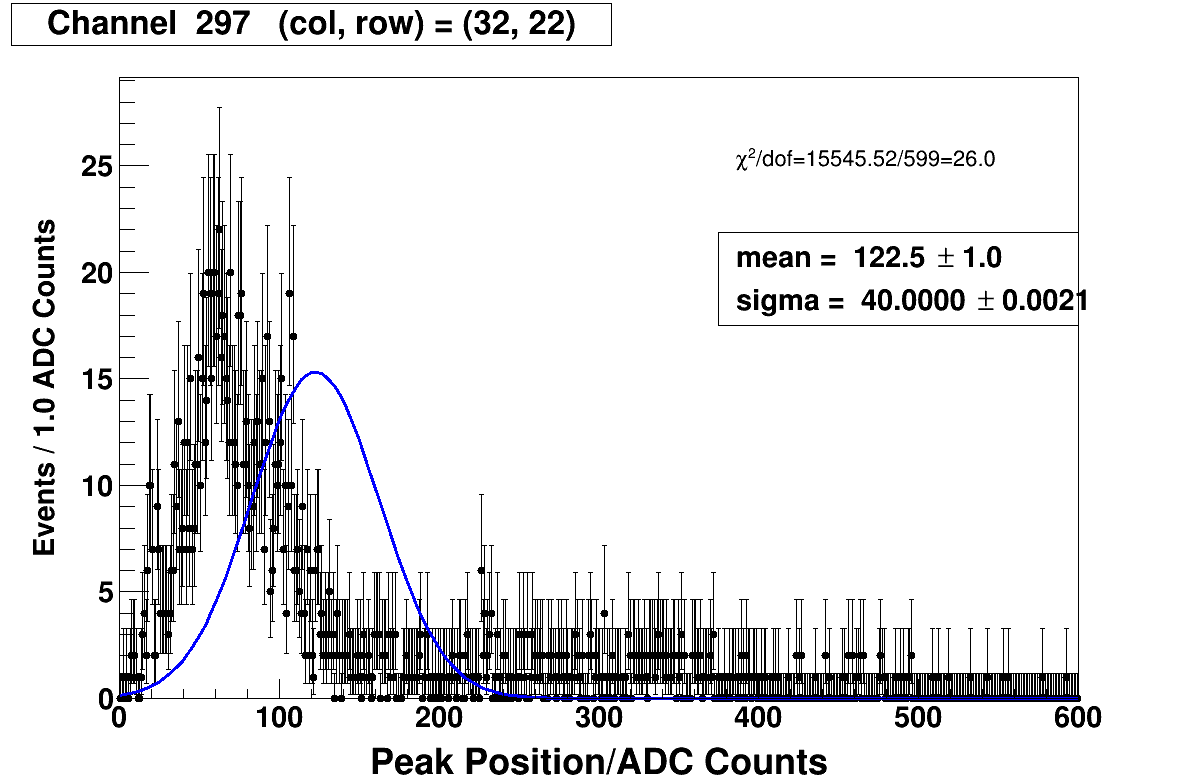 Channel 297 (col, row) = (32, 22)
χ²/dof=15545.52/599=26.0
mean = 122.5 ± 1.0
sigma = 40.0000 ± 0.0021
Events / 1.0 ADC Counts
25
20
15
10
5
0
0 100 200 300 400 500 600
Peak Position/ADC Counts